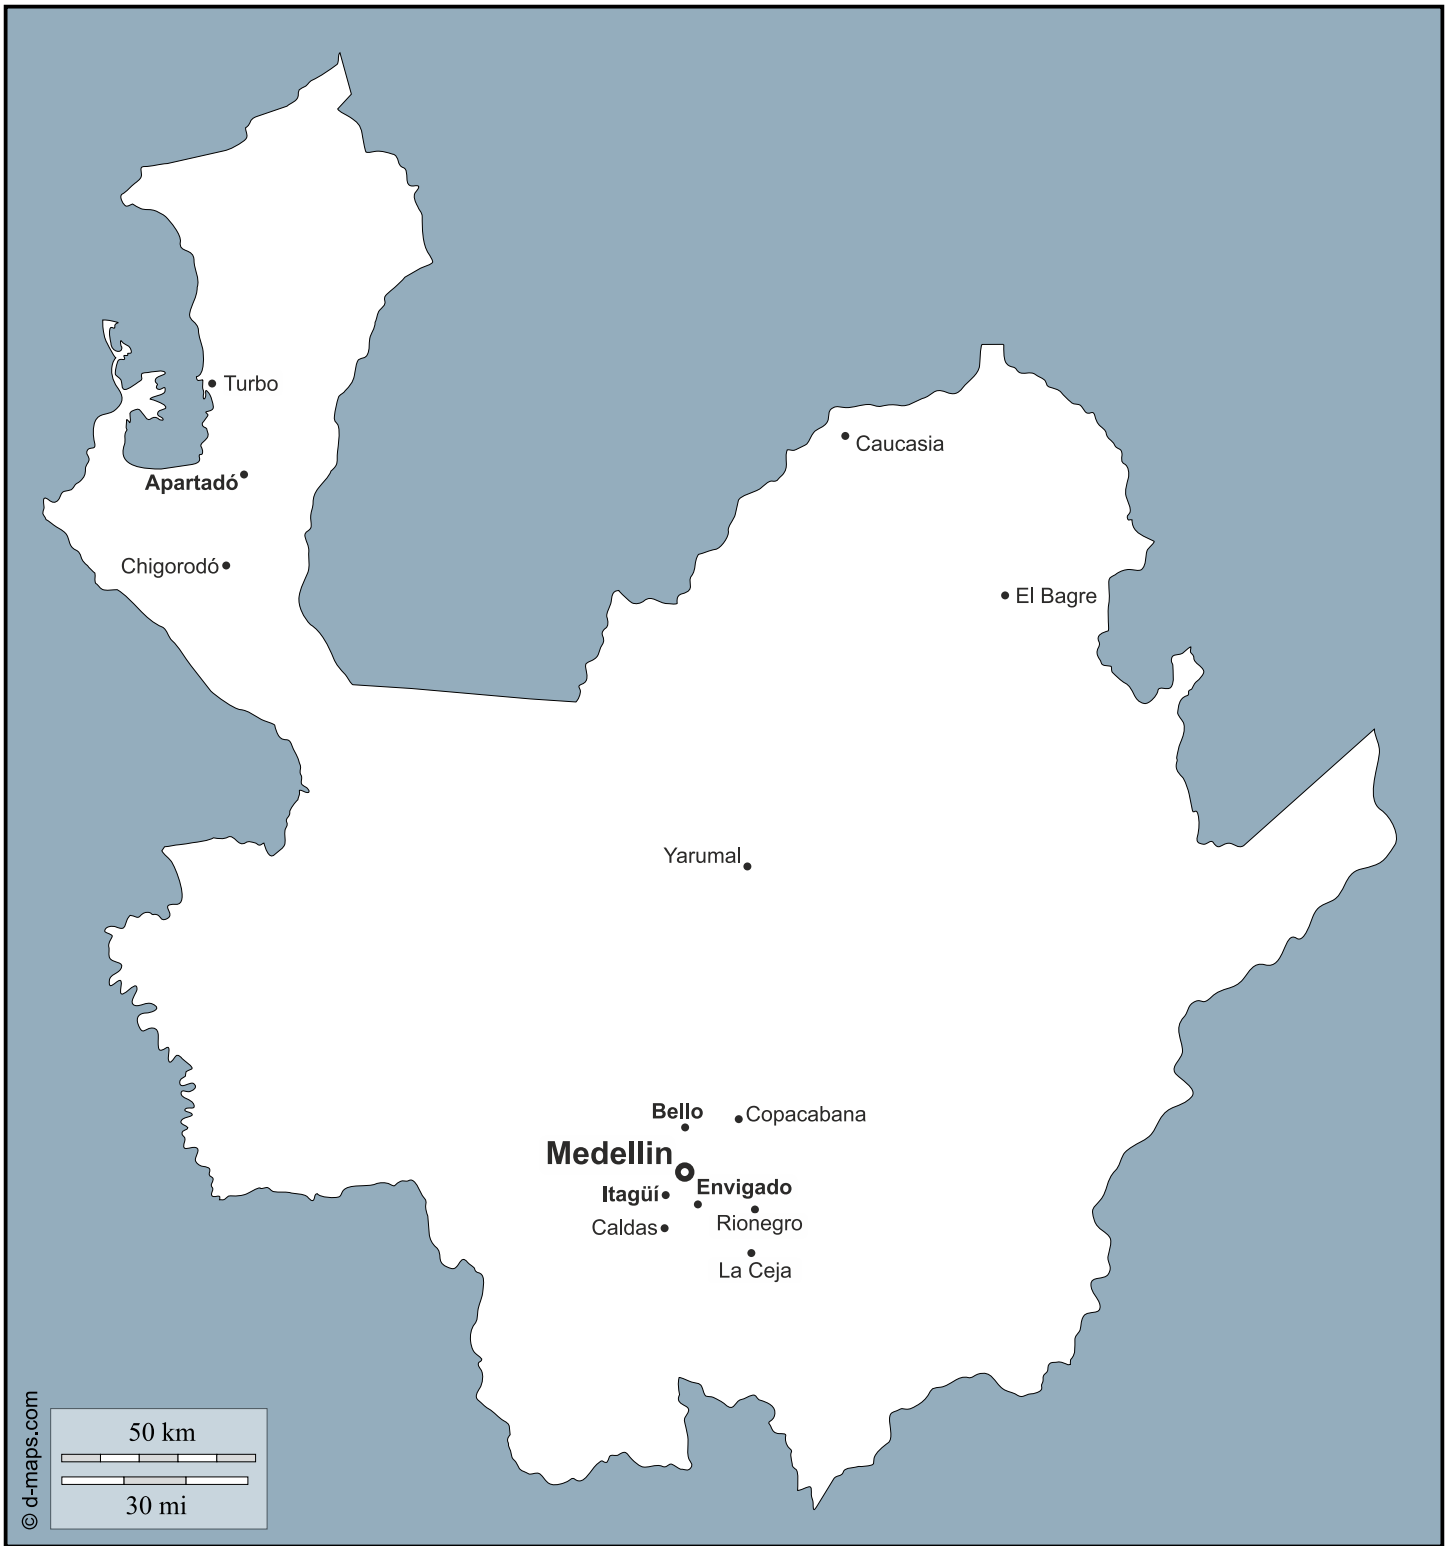 Turbo
Caucasia
Apartadó
Chigorodó
El Bagre
Yarumal
Bello
Copacabana
Medellin
Itagüí
Envigado
Caldas
Rionegro
La Ceja
50 km
30 mi
© d-maps.com